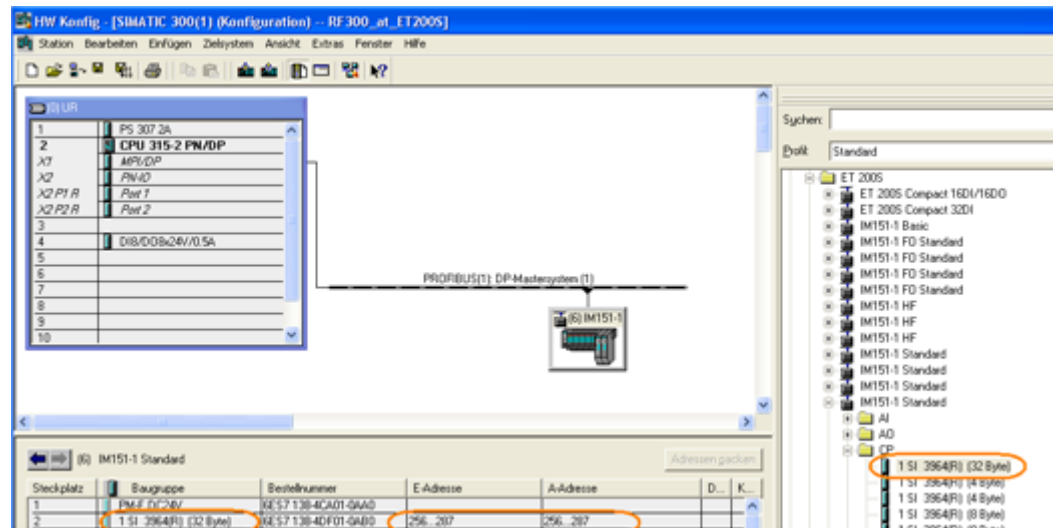 HW Konfig - [SIMATIC 300(1) (Konfiguration) -- RF300_at_ET200S]
Station Bearbeiten Einfügen Zielsystem Ansicht Extras Fenster Hilfe
(0) UR
1 PS 307 2A
2 CPU 315-2 PN/DP
X1 MPI/DP
X2 PN-IO
X2 P1 R Port 1
X2 P2 R Port 2
3
4 DI8/DO8x24V/0.5A
5
6
7
8
9
10
PROFIBUS(1): DP-Mastersystem (1)
(6) IM151-1
Suchen:
Profil: Standard
ET 200S
ET 200S Compact 16DI/16DO
ET 200S Compact 32DI
IM151-1 Basic
IM151-1 FO Standard
IM151-1 FO Standard
IM151-1 FO Standard
IM151-1 FO Standard
IM151-1 HF
IM151-1 HF
IM151-1 HF
IM151-1 Standard
IM151-1 Standard
IM151-1 Standard
IM151-1 Standard
AI
AO
CP
1 SI 3964(R) (32 Byte)
1 SI 3964(R) (4 Byte)
1 SI 3964(R) (4 Byte)
1 SI 3964(R) (8 Byte)
(6) IM151-1 Standard
Adressen packen
Steckplatz Baugruppe Bestellnummer E-Adresse A-Adresse D... K...
1 PM-E DC24V 6ES7 138-4CA01-0AA0
2 1 SI 3964(R) (32 Byte) 6ES7 138-4DF01-0AB0 256...287 256...287